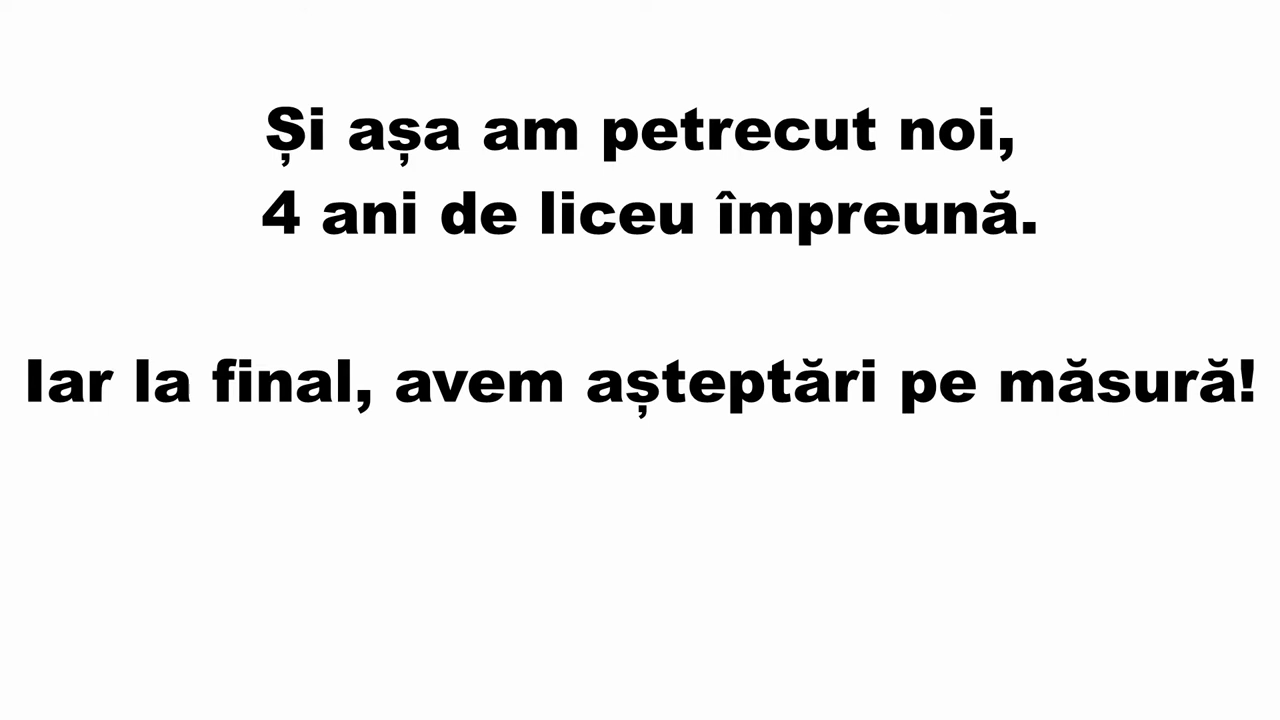 Și așa am petrecut noi,
4 ani de liceu împreună.
Iar la final, avem așteptări pe măsură!